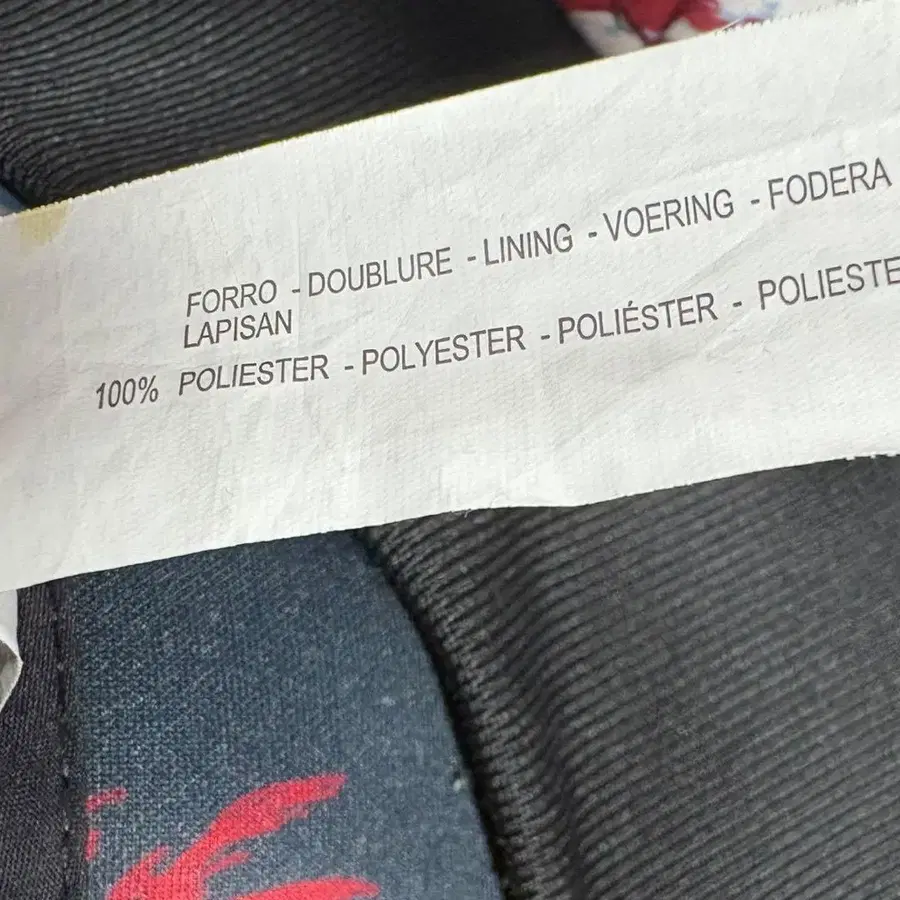 FORRO - DOUBLURE - LINING - VOERING - FODERA
LAPISAN
100% POLIESTER - POLYESTER - POLIÉSTER - POLIESTE